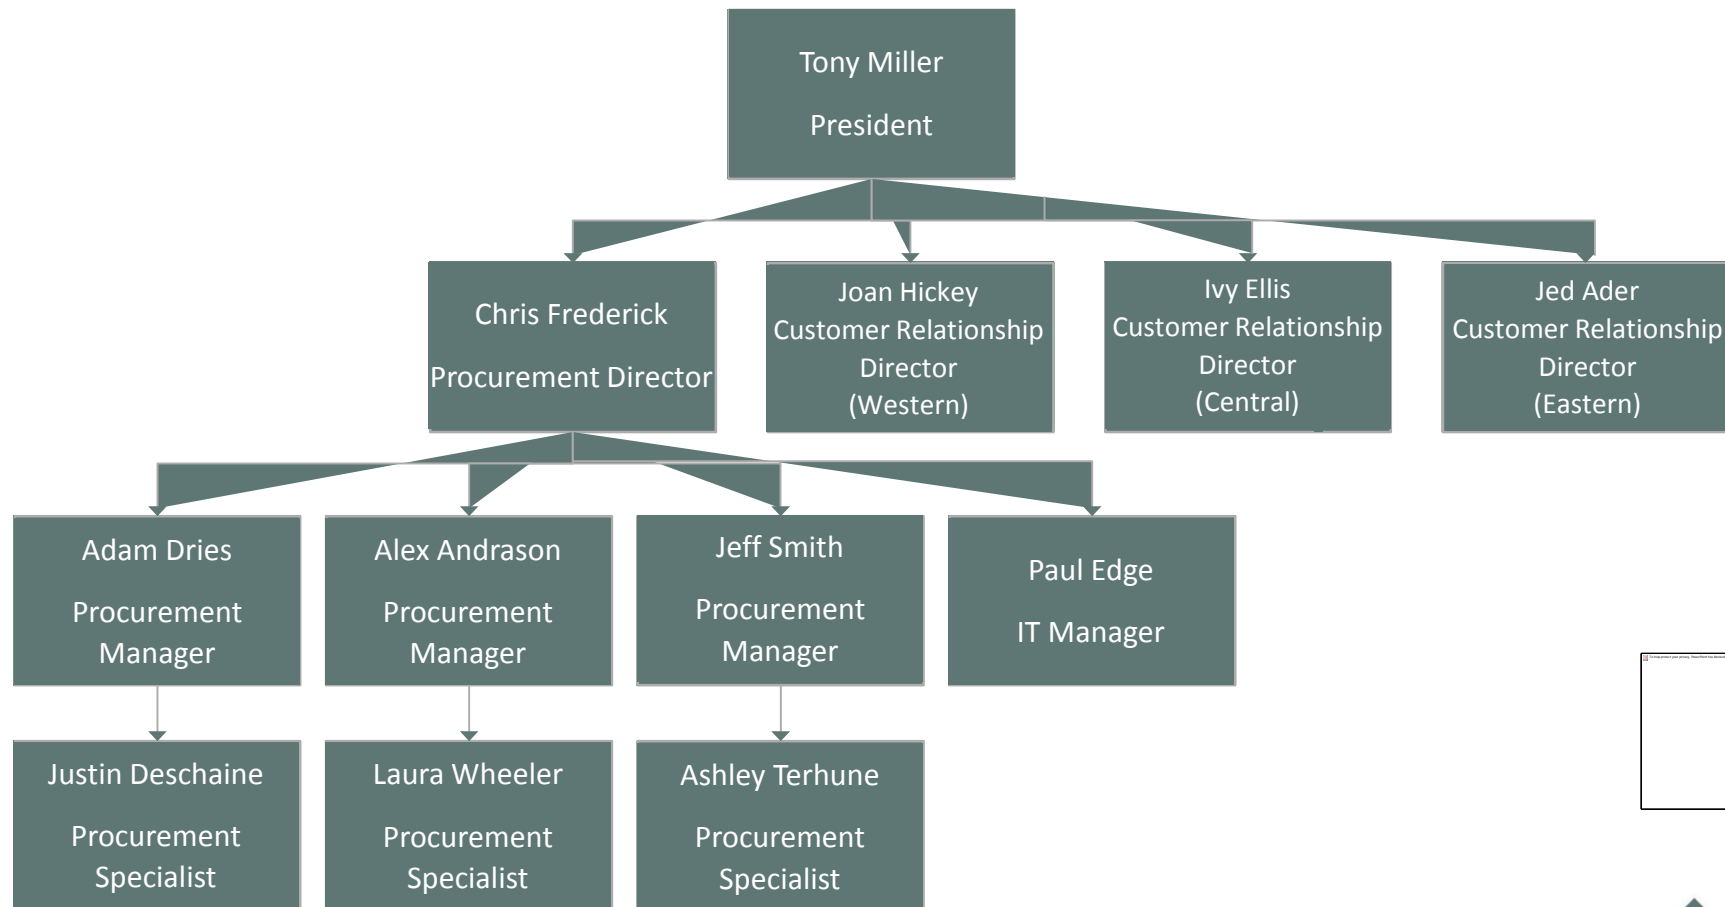 Tony Miller
President
Chris Frederick
Procurement Director
Joan Hickey
Customer Relationship
Director
(Western)
Ivy Ellis
Customer Relationship
Director
(Central)
Jed Ader
Customer Relationship
Director
(Eastern)
Adam Dries
Procurement
Manager
Alex Andrason
Procurement
Manager
Jeff Smith
Procurement
Manager
Paul Edge
IT Manager
Justin Deschaine
Procurement
Specialist
Laura Wheeler
Procurement
Specialist
Ashley Terhune
Procurement
Specialist